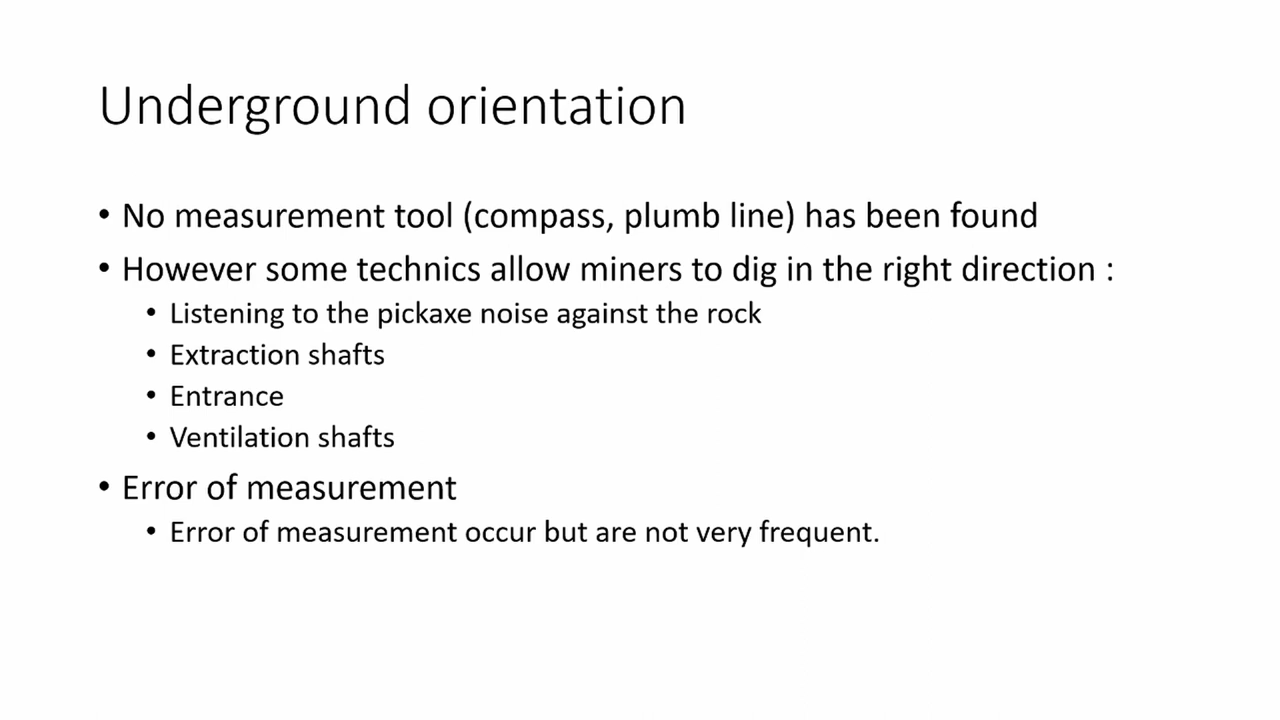 Underground orientation
• No measurement tool (compass, plumb line) has been found
• However some technics allow miners to dig in the right direction :
• Listening to the pickaxe noise against the rock
• Extraction shafts
• Entrance
• Ventilation shafts
• Error of measurement
• Error of measurement occur but are not very frequent.